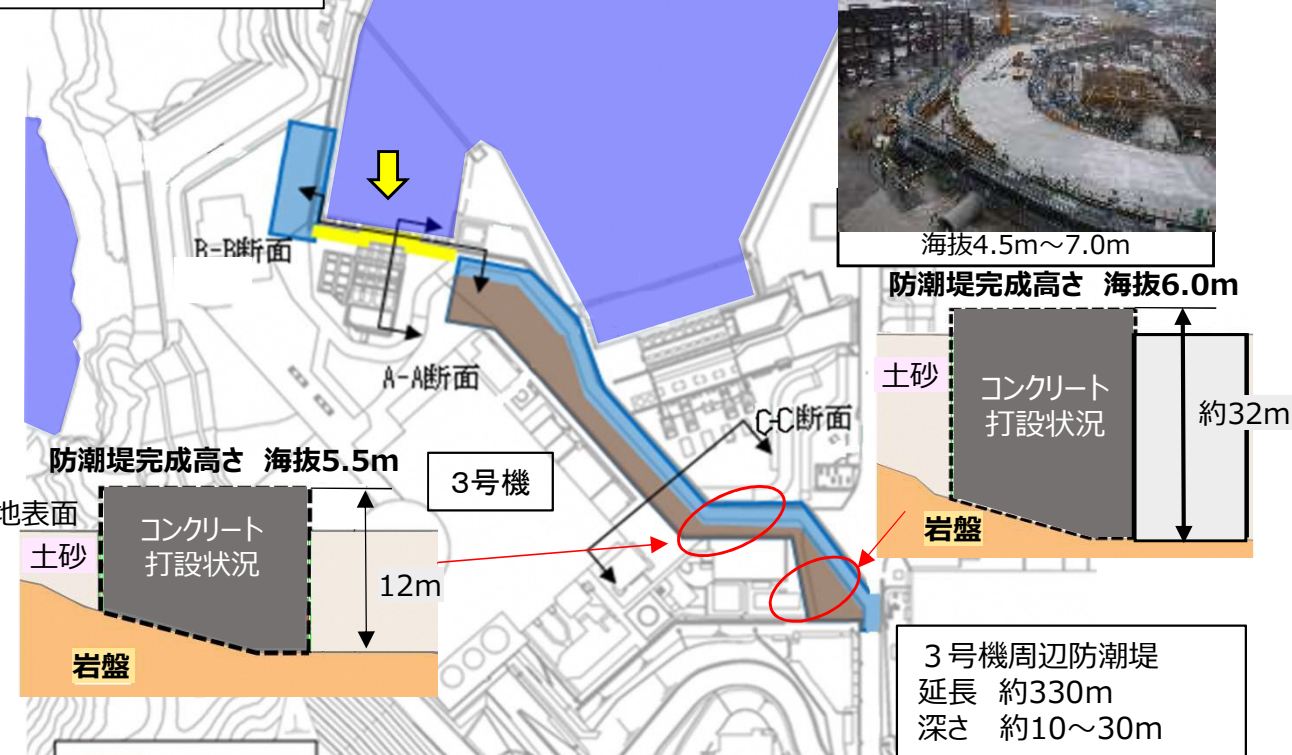 海抜4.5m～7.0m
防潮堤完成高さ 海抜6.0m
土砂
コンクリート
打設状況
約32m
岩盤
B-B断面
A-A断面
C-C断面
3号機
防潮堤完成高さ 海抜5.5m
地表面
土砂
コンクリート
打設状況
12m
岩盤
３号機周辺防潮堤
延長 約330m
深さ 約10～30m